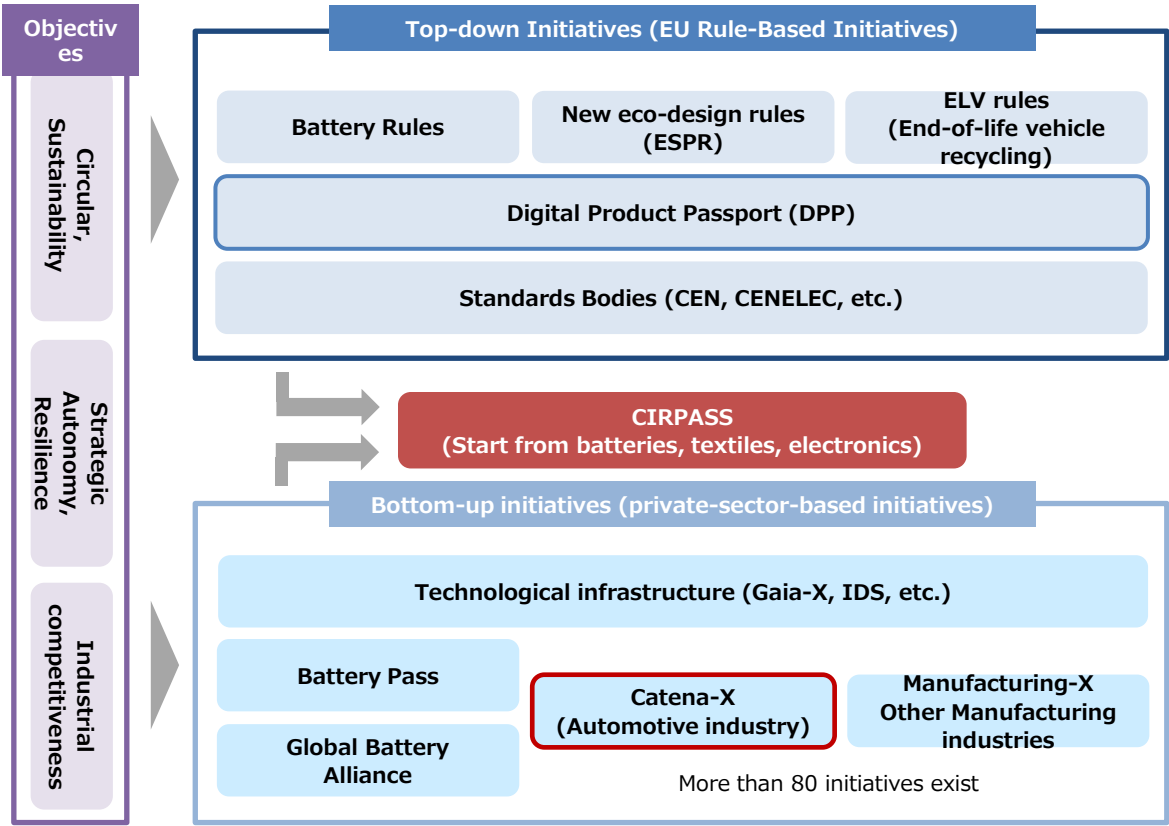 Objectiv
es
Circular,
Sustainability
Strategic
Autonomy,
Resilience
Industrial
competitiveness
Top-down Initiatives (EU Rule-Based Initiatives)
Battery Rules
New eco-design rules
(ESPR)
ELV rules
(End-of-life vehicle
recycling)
Digital Product Passport (DPP)
Standards Bodies (CEN, CENELEC, etc.)
CIRPASS
(Start from batteries, textiles, electronics)
Bottom-up initiatives (private-sector-based initiatives)
Technological infrastructure (Gaia-X, IDS, etc.)
Battery Pass
Global Battery
Alliance
Catena-X
(Automotive industry)
Manufacturing-X
Other Manufacturing
industries
More than 80 initiatives exist